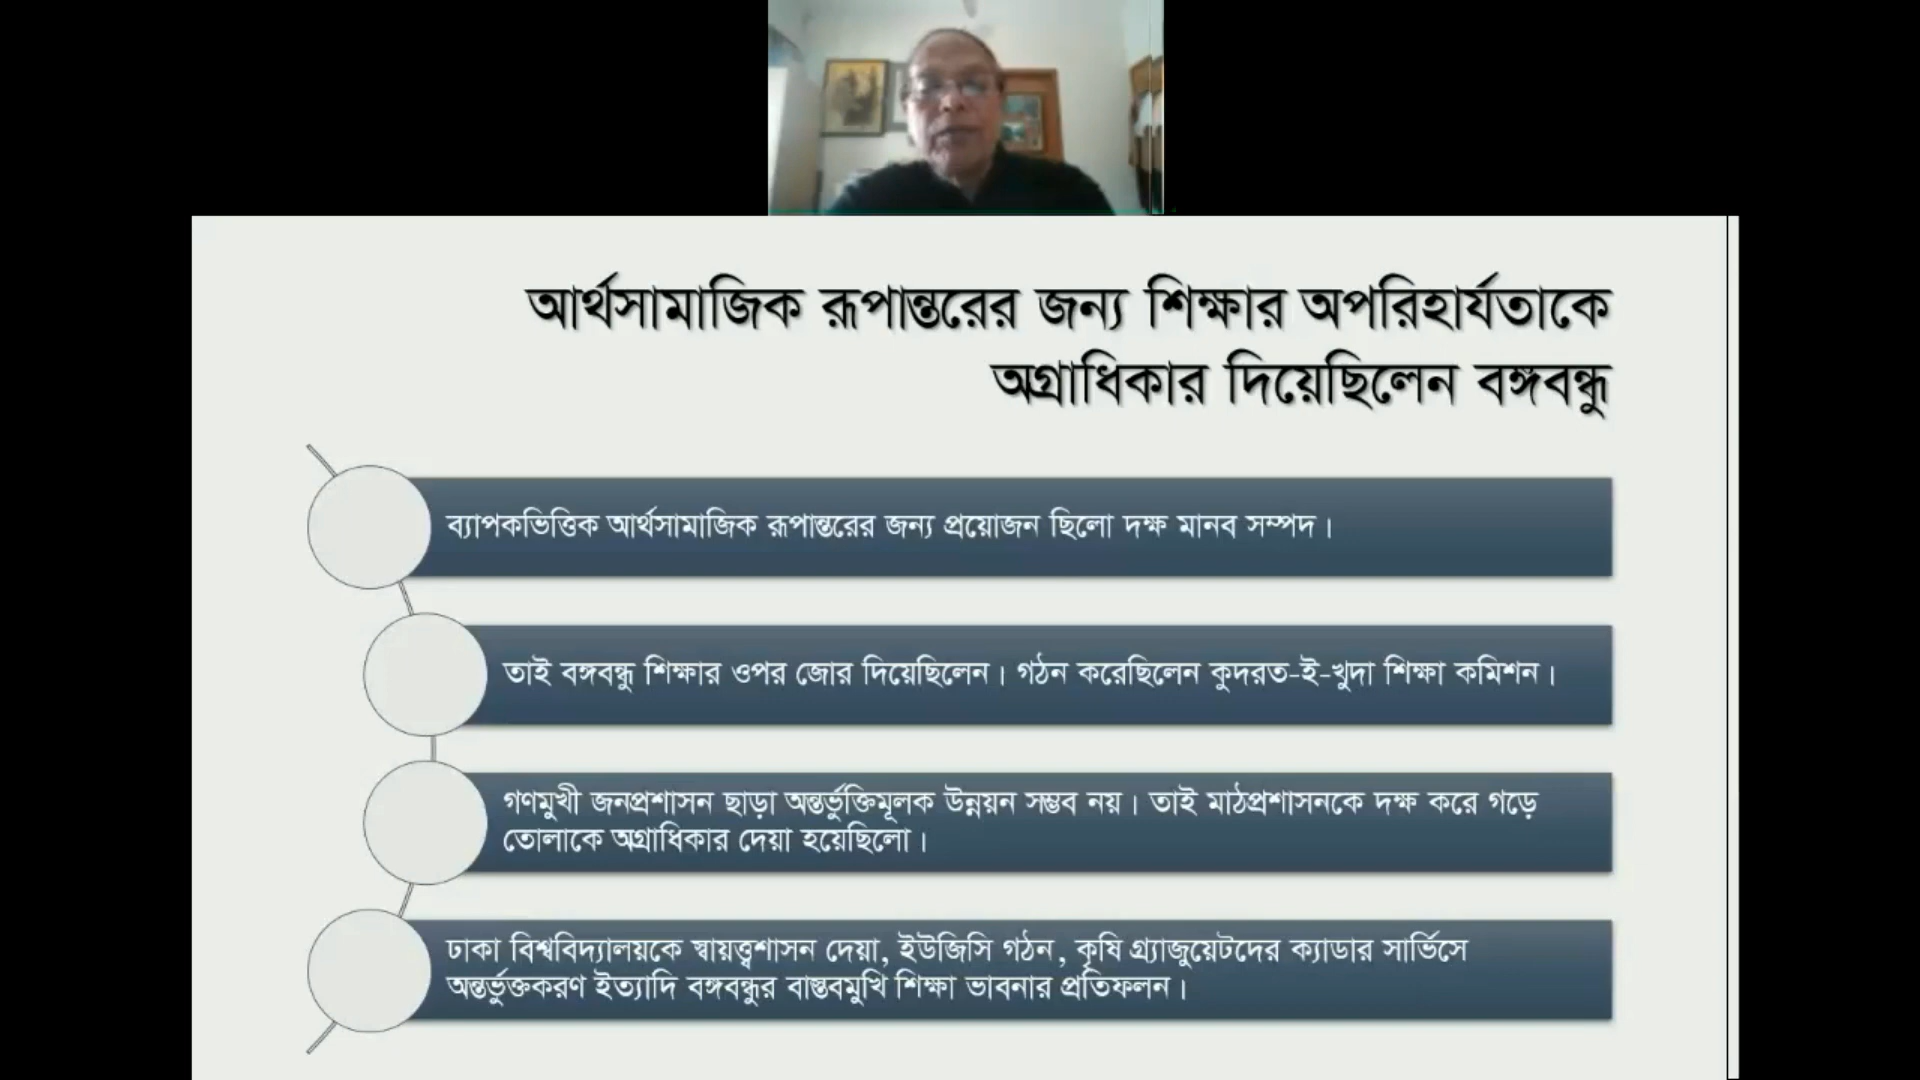 আর্থসামাজিক রূপান্তরের জন্য শিক্ষার অপরিহার্যতাকে
অগ্রাধিকার দিয়েছিলেন বঙ্গবন্ধু
ব্যাপকভিত্তিক আর্থসামাজিক রূপান্তরের জন্য প্রয়োজন ছিলো দক্ষ মানব সম্পদ।
তাই বঙ্গবন্ধু শিক্ষার ওপর জোর দিয়েছিলেন। গঠন করেছিলেন কুদরত-ই-খুদা শিক্ষা কমিশন।
গণমুখী জনপ্রশাসন ছাড়া অন্তর্ভুক্তিমূলক উন্নয়ন সম্ভব নয়। তাই মাঠপ্রশাসনকে দক্ষ করে গড়ে
তোলাকে অগ্রাধিকার দেয়া হয়েছিলো।
ঢাকা বিশ্ববিদ্যালয়কে স্বায়ত্ত্বশাসন দেয়া, ইউজিসি গঠন, কৃষি গ্র্যাজুয়েটদের ক্যাডার সার্ভিসে
অন্তর্ভুক্তকরণ ইত্যাদি বঙ্গবন্ধুর বাস্তবমুখি শিক্ষা ভাবনার প্রতিফলন।